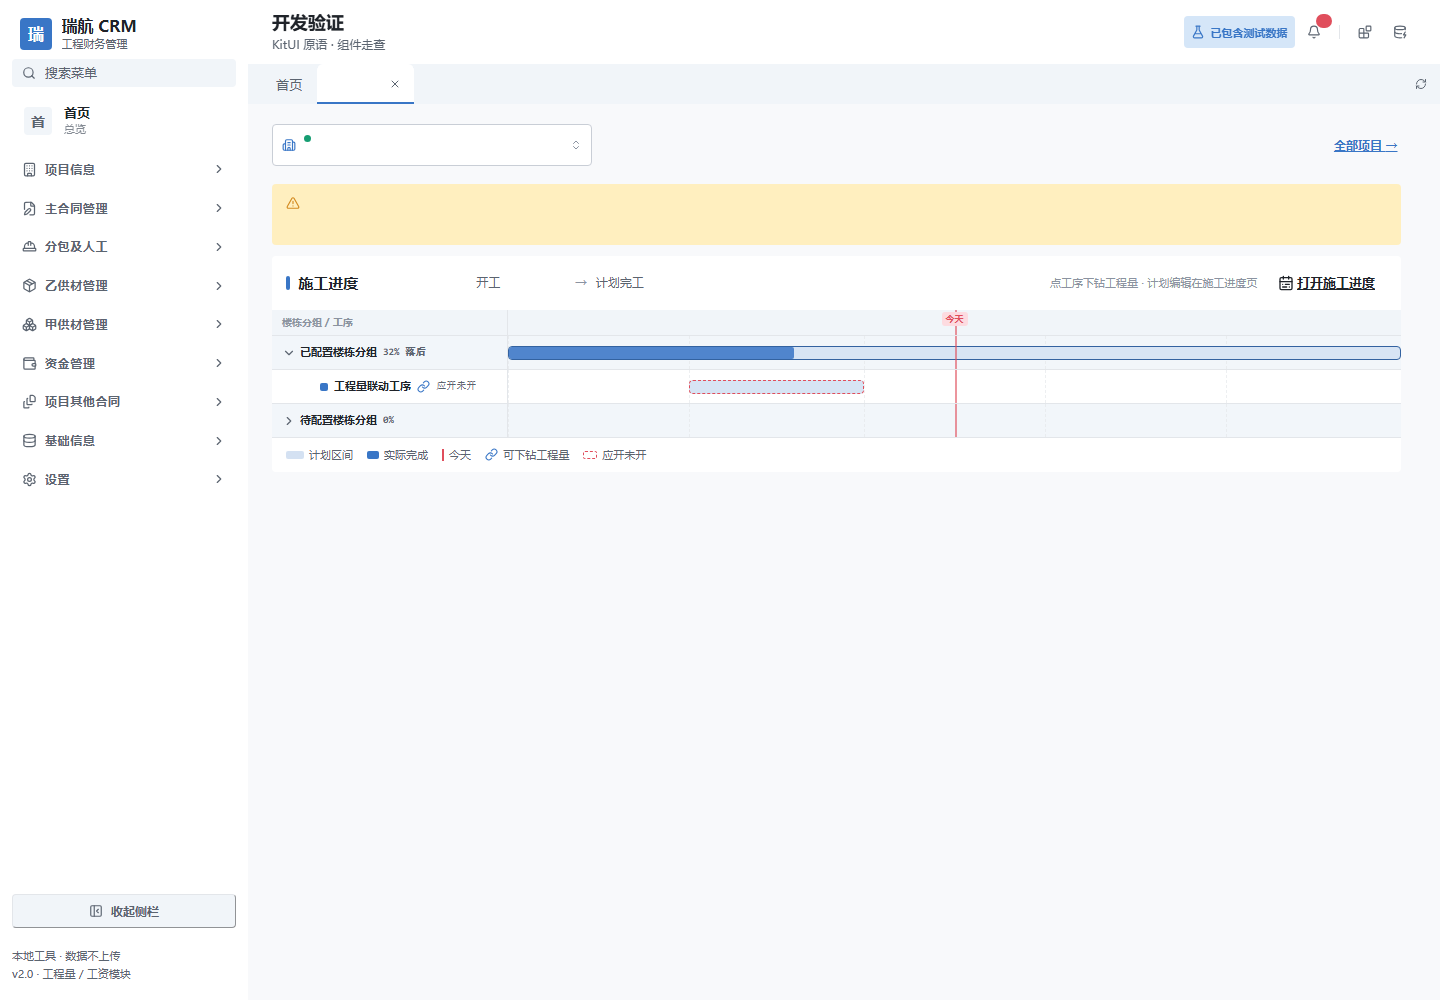 瑞
瑞航 CRM
工程财务管理
搜索菜单
首
首页
总览
项目信息
主合同管理
分包及人工
乙供材管理
甲供材管理
资金管理
项目其他合同
基础信息
设置
收起侧栏
本地工具 · 数据不上传
v2.0 · 工程量 / 工资模块
开发验证
KitUI 原语 · 组件走查
已包含测试数据
首页
全部项目 →
施工进度
开工 → 计划完工
点工序下钻工程量 · 计划编辑在施工进度页
打开施工进度
楼栋分组 / 工序
今天
已配置楼栋分组 32% 落后
工程量联动工序 应开未开
待配置楼栋分组 0%
计划区间 实际完成 今天 可下钻工程量 应开未开